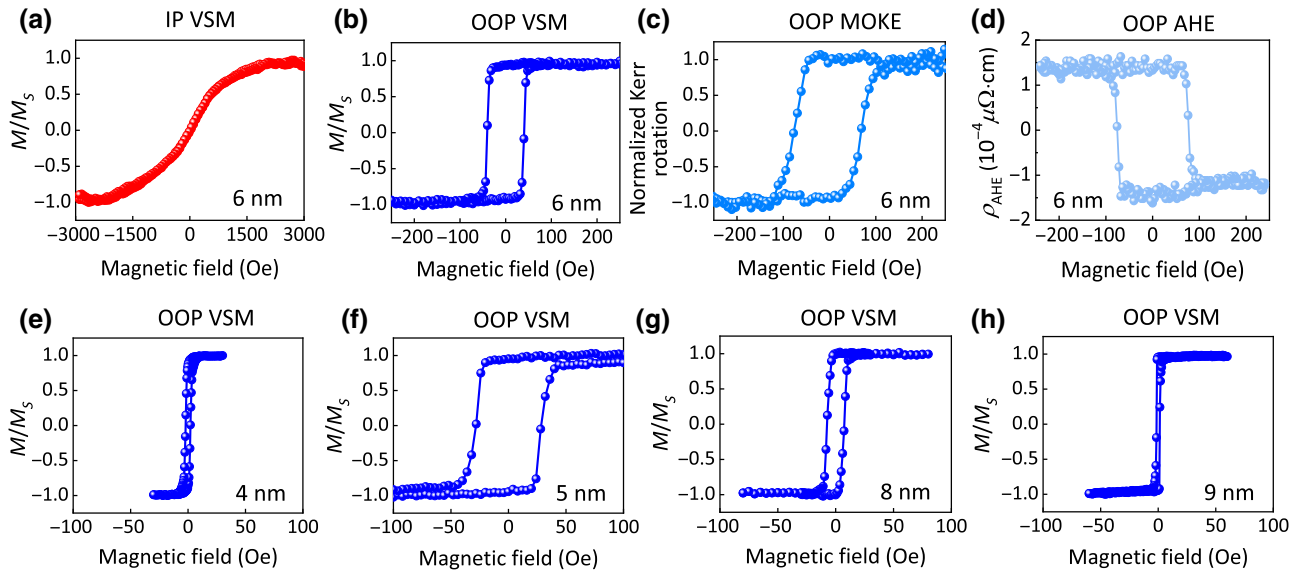 (a) IP VSM
M/M_S
1.0
0.5
0.0
−0.5
−1.0
6 nm
−3000 −1500 0 1500 3000
Magnetic field (Oe)
(b) OOP VSM
M/M_S
1.0
0.5
0.0
−0.5
−1.0
6 nm
−200 −100 0 100 200
Magnetic field (Oe)
(c) OOP MOKE
Normalized Kerr
rotation
1.0
0.5
0.0
−0.5
−1.0
6 nm
−200 −100 0 100 200
Magentic Field (Oe)
(d) OOP AHE
ρ_AHE (10⁻⁴ μΩ·cm)
2
1
0
−1
−2
6 nm
−200 −100 0 100 200
Magnetic field (Oe)
(e) OOP VSM
M/M_S
1.0
0.5
0.0
−0.5
−1.0
4 nm
−100 −50 0 50 100
Magnetic field (Oe)
(f) OOP VSM
M/M_S
1.0
0.5
0.0
−0.5
−1.0
5 nm
−100 −50 0 50 100
Magnetic field (Oe)
(g) OOP VSM
M/M_S
1.0
0.5
0.0
−0.5
−1.0
8 nm
−100 −50 0 50 100
Magnetic field (Oe)
(h) OOP VSM
M/M_S
1.0
0.5
0.0
−0.5
−1.0
9 nm
−100 −50 0 50 100
Magnetic field (Oe)